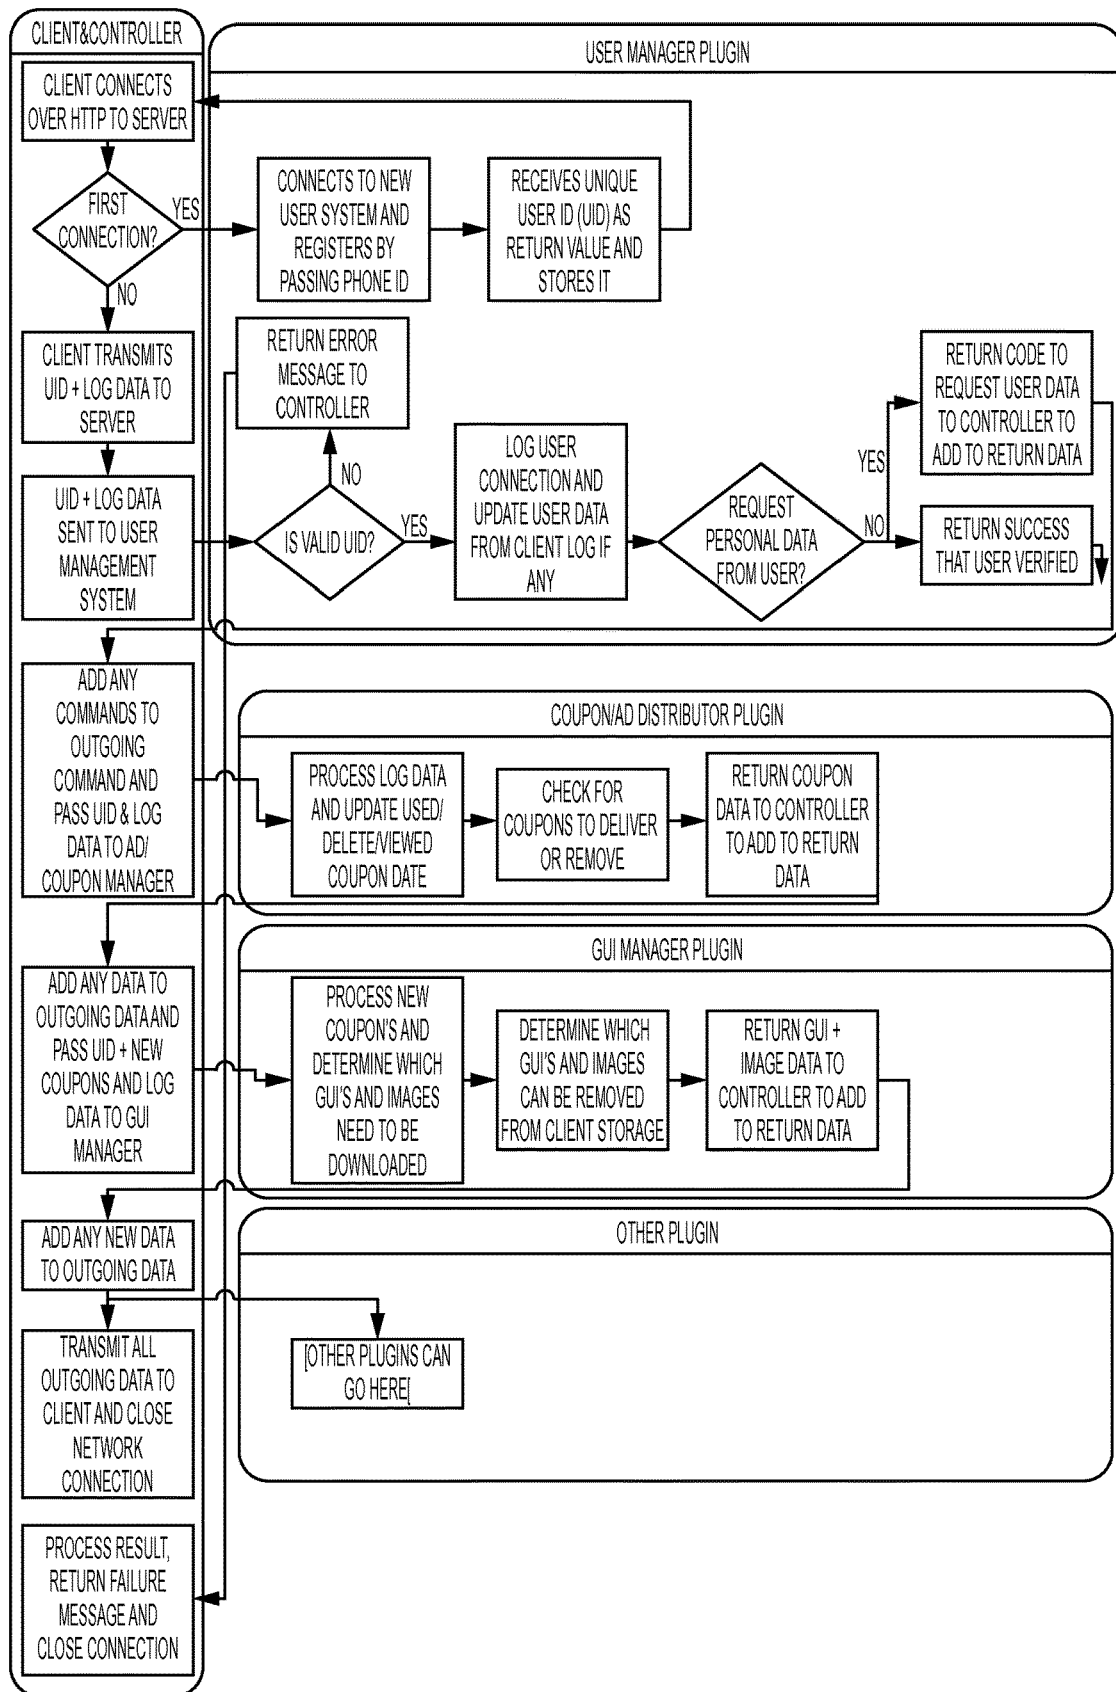 CLIENT&CONTROLLER
USER MANAGER PLUGIN
CLIENT CONNECTS
OVER HTTP TO SERVER
FIRST
CONNECTION?
YES
CONNECTS TO NEW
USER SYSTEM AND
REGISTERS BY
PASSING PHONE ID
RECEIVES UNIQUE
USER ID (UID) AS
RETURN VALUE AND
STORES IT
NO
CLIENT TRANSMITS
UID + LOG DATA TO
SERVER
RETURN ERROR
MESSAGE TO
CONTROLLER
RETURN CODE TO
REQUEST USER DATA
TO CONTROLLER TO
ADD TO RETURN DATA
UID + LOG DATA
SENT TO USER
MANAGEMENT
SYSTEM
NO
IS VALID UID?
YES
LOG USER
CONNECTION AND
UPDATE USER DATA
FROM CLIENT LOG IF
ANY
REQUEST
PERSONAL DATA
FROM USER?
YES
NO
RETURN SUCCESS
THAT USER VERIFIED
ADD ANY
COMMANDS TO
OUTGOING
COMMAND AND
PASS UID & LOG
DATA TO AD/
COUPON MANAGER
COUPON/AD DISTRIBUTOR PLUGIN
PROCESS LOG DATA
AND UPDATE USED/
DELETE/VIEWED
COUPON DATE
CHECK FOR
COUPONS TO DELIVER
OR REMOVE
RETURN COUPON
DATA TO CONTROLLER
TO ADD TO RETURN
DATA
GUI MANAGER PLUGIN
ADD ANY DATA TO
OUTGOING DATA AND
PASS UID + NEW
COUPONS AND LOG
DATA TO GUI
MANAGER
PROCESS NEW
COUPON'S AND
DETERMINE WHICH
GUI'S AND IMAGES
NEED TO BE
DOWNLOADED
DETERMINE WHICH
GUI'S AND IMAGES
CAN BE REMOVED
FROM CLIENT STORAGE
RETURN GUI +
IMAGE DATA TO
CONTROLLER TO ADD
TO RETURN DATA
ADD ANY NEW DATA
TO OUTGOING DATA
OTHER PLUGIN
TRANSMIT ALL
OUTGOING DATA TO
CLIENT AND CLOSE
NETWORK
CONNECTION
[OTHER PLUGINS CAN
GO HERE[
PROCESS RESULT,
RETURN FAILURE
MESSAGE AND
CLOSE CONNECTION